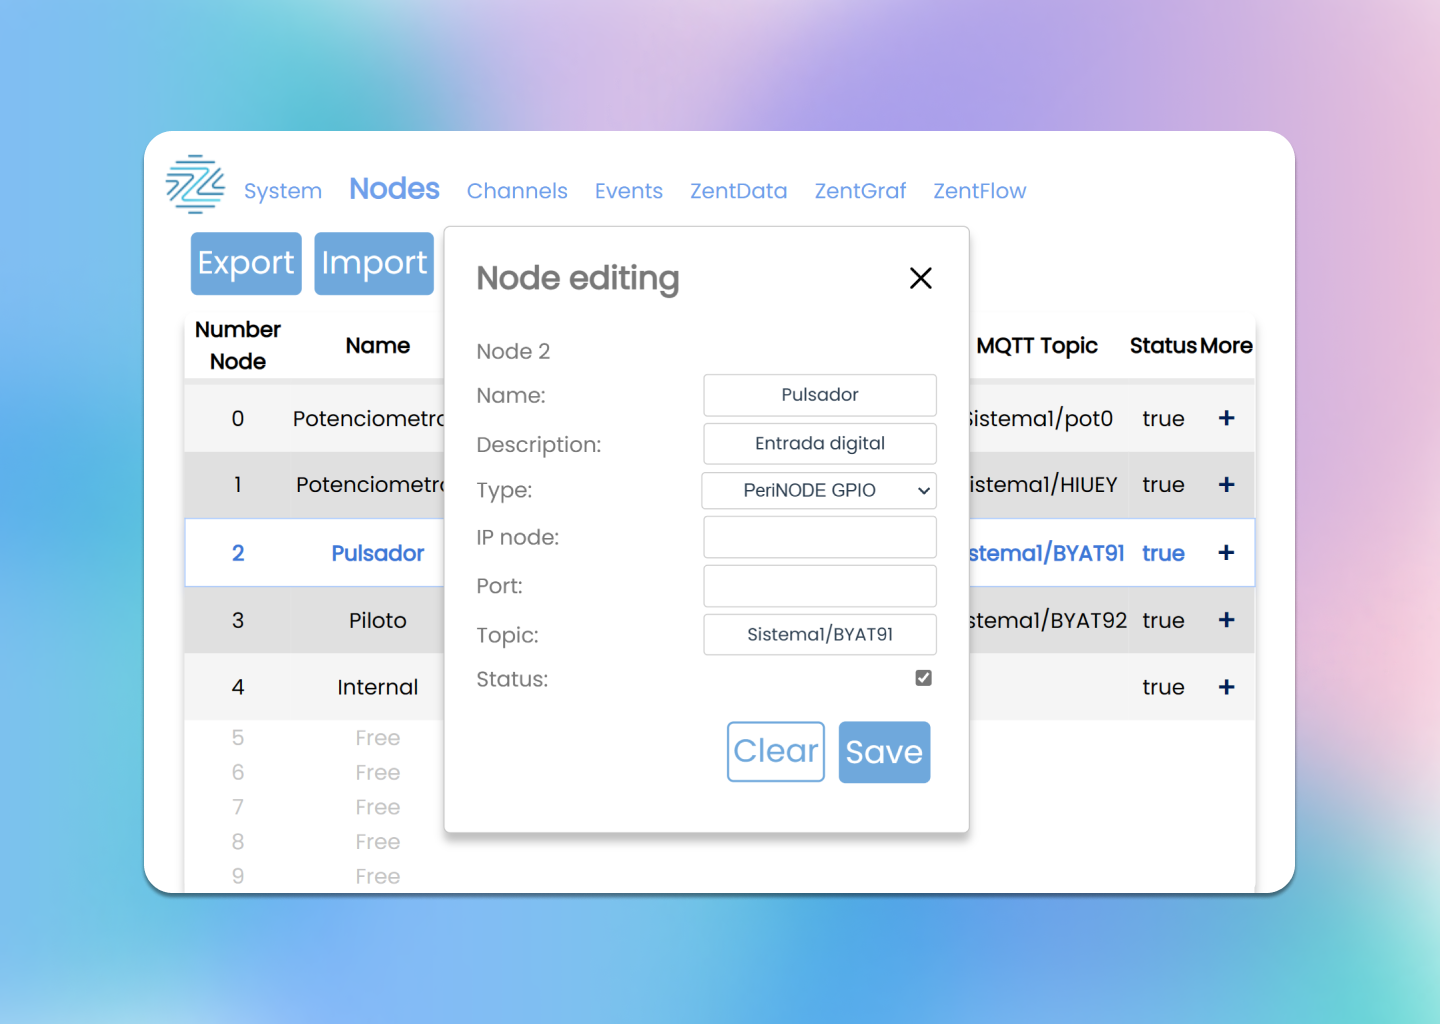 System Nodes Channels Events ZentData ZentGraf ZentFlow
Export Import
Node editing
Number Node Name MQTT Topic Status More
Node 2
Name: Pulsador
Description: Entrada digital
Type: PeriNODE GPIO
IP node:
Port:
Topic: Sistema1/BYAT91
Status:
Clear Save
0 Potenciometro Sistema1/pot0 true +
1 Potenciometro istema1/HIUEY true +
2 Pulsador stema1/BYAT91 true +
3 Piloto stema1/BYAT92 true +
4 Internal true +
5 Free
6 Free
7 Free
8 Free
9 Free